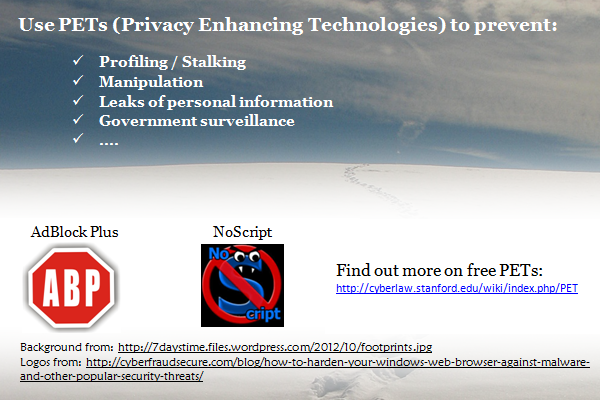 Use PETs (Privacy Enhancing Technologies) to prevent:
✓ Profiling / Stalking
✓ Manipulation
✓ Leaks of personal information
✓ Government surveillance
✓ ....
AdBlock Plus
NoScript
ABP
No
S
cript
Find out more on free PETs:
http://cyberlaw.stanford.edu/wiki/index.php/PET
Background from: http://7daystime.files.wordpress.com/2012/10/footprints.jpg
Logos from: http://cyberfraudsecure.com/blog/how-to-harden-your-windows-web-browser-against-malware-
and-other-popular-security-threats/